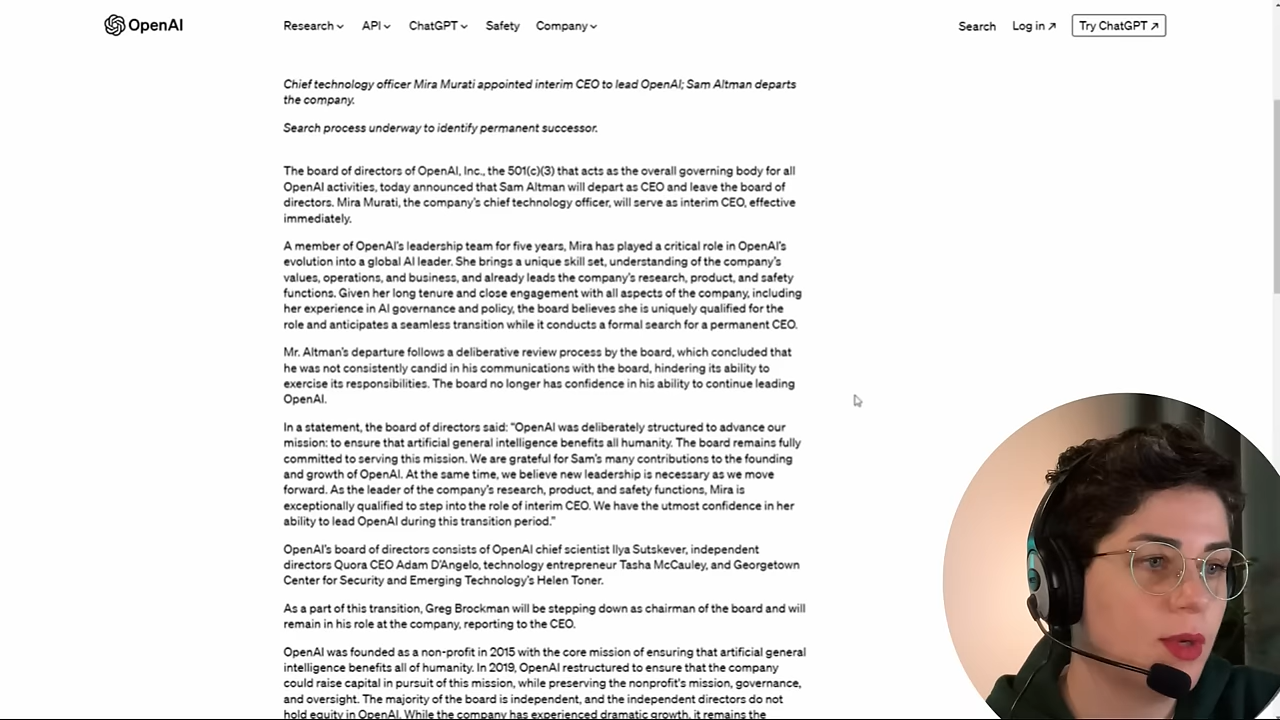 OpenAI
Research API ChatGPT Safety Company
Search Log in ↗ Try ChatGPT ↗
Chief technology officer Mira Murati appointed interim CEO to lead OpenAI; Sam Altman departs
the company.
Search process underway to identify permanent successor.
The board of directors of OpenAI, Inc., the 501(c)(3) that acts as the overall governing body for all
OpenAI activities, today announced that Sam Altman will depart as CEO and leave the board of
directors. Mira Murati, the company's chief technology officer, will serve as interim CEO, effective
immediately.
A member of OpenAI's leadership team for five years, Mira has played a critical role in OpenAI's
evolution into a global AI leader. She brings a unique skill set, understanding of the company's
values, operations, and business, and already leads the company's research, product, and safety
functions. Given her long tenure and close engagement with all aspects of the company, including
her experience in AI governance and policy, the board believes she is uniquely qualified for the
role and anticipates a seamless transition while it conducts a formal search for a permanent CEO.
Mr. Altman's departure follows a deliberative review process by the board, which concluded that
he was not consistently candid in his communications with the board, hindering its ability to
exercise its responsibilities. The board no longer has confidence in his ability to continue leading
OpenAI.
In a statement, the board of directors said: "OpenAI was deliberately structured to advance our
mission: to ensure that artificial general intelligence benefits all humanity. The board remains fully
committed to serving this mission. We are grateful for Sam's many contributions to the founding
and growth of OpenAI. At the same time, we believe new leadership is necessary as we move
forward. As the leader of the company's research, product, and safety functions, Mira is
exceptionally qualified to step into the role of interim CEO. We have the utmost confidence in her
ability to lead OpenAI during this transition period."
OpenAI's board of directors consists of OpenAI chief scientist Ilya Sutskever, independent
directors Quora CEO Adam D'Angelo, technology entrepreneur Tasha McCauley, and Georgetown
Center for Security and Emerging Technology's Helen Toner.
As a part of this transition, Greg Brockman will be stepping down as chairman of the board and will
remain in his role at the company, reporting to the CEO.
OpenAI was founded as a non-profit in 2015 with the core mission of ensuring that artificial general
intelligence benefits all of humanity. In 2019, OpenAI restructured to ensure that the company
could raise capital in pursuit of this mission, while preserving the nonprofit's mission, governance,
and oversight. The majority of the board is independent, and the independent directors do not
hold equity in OpenAI. While the company has experienced dramatic growth, it remains the